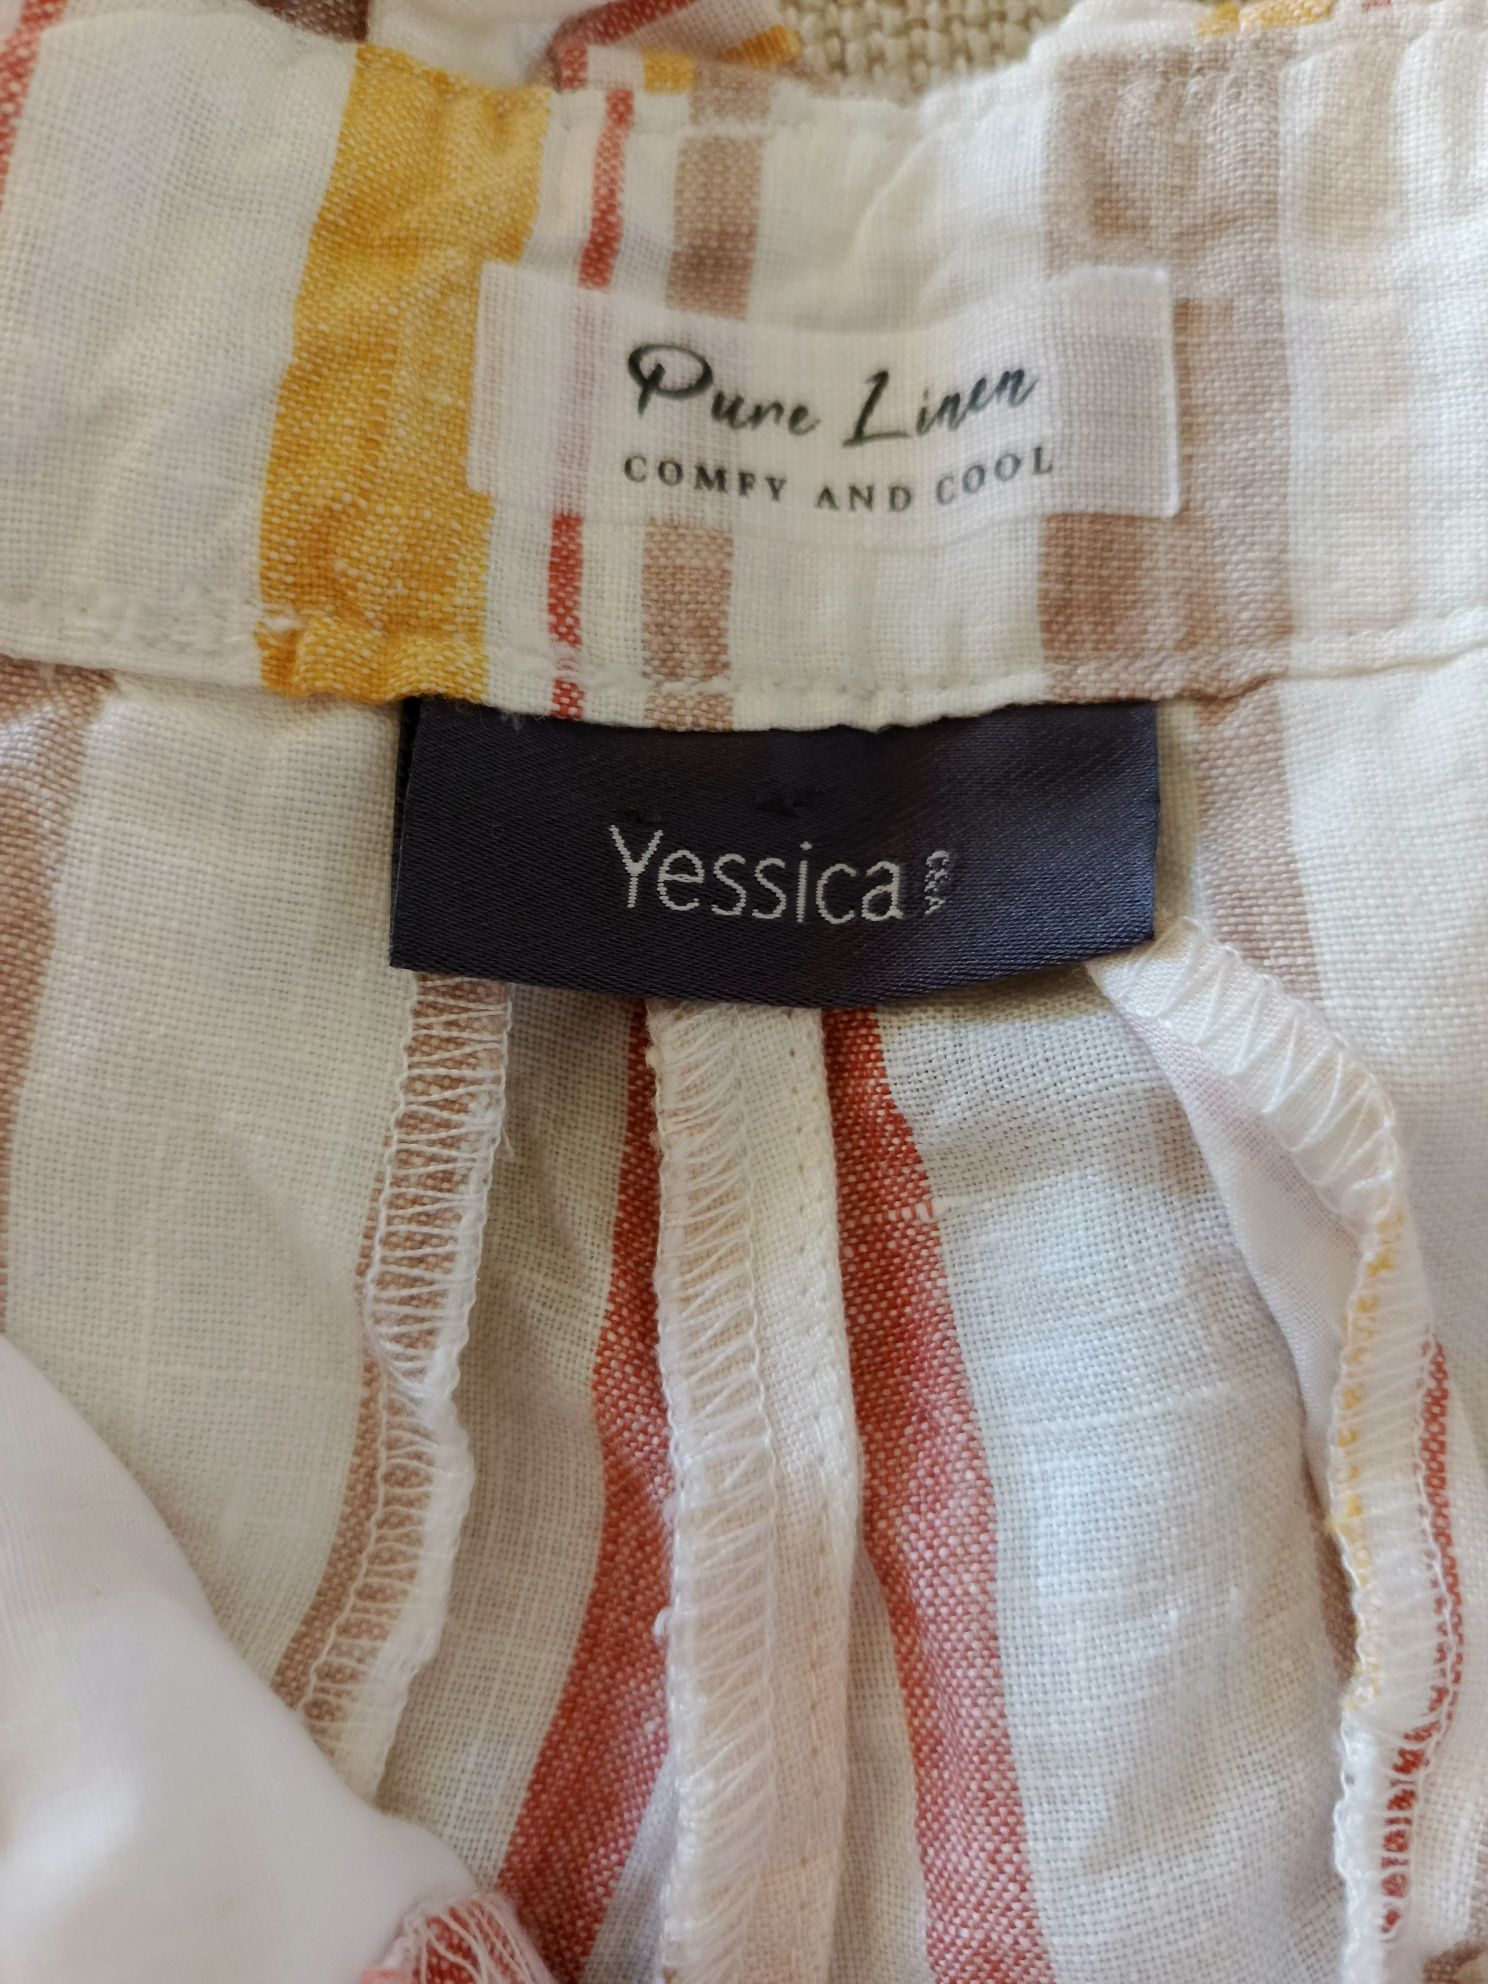 Pure Linen
COMFY AND COOL
Yessica C&A